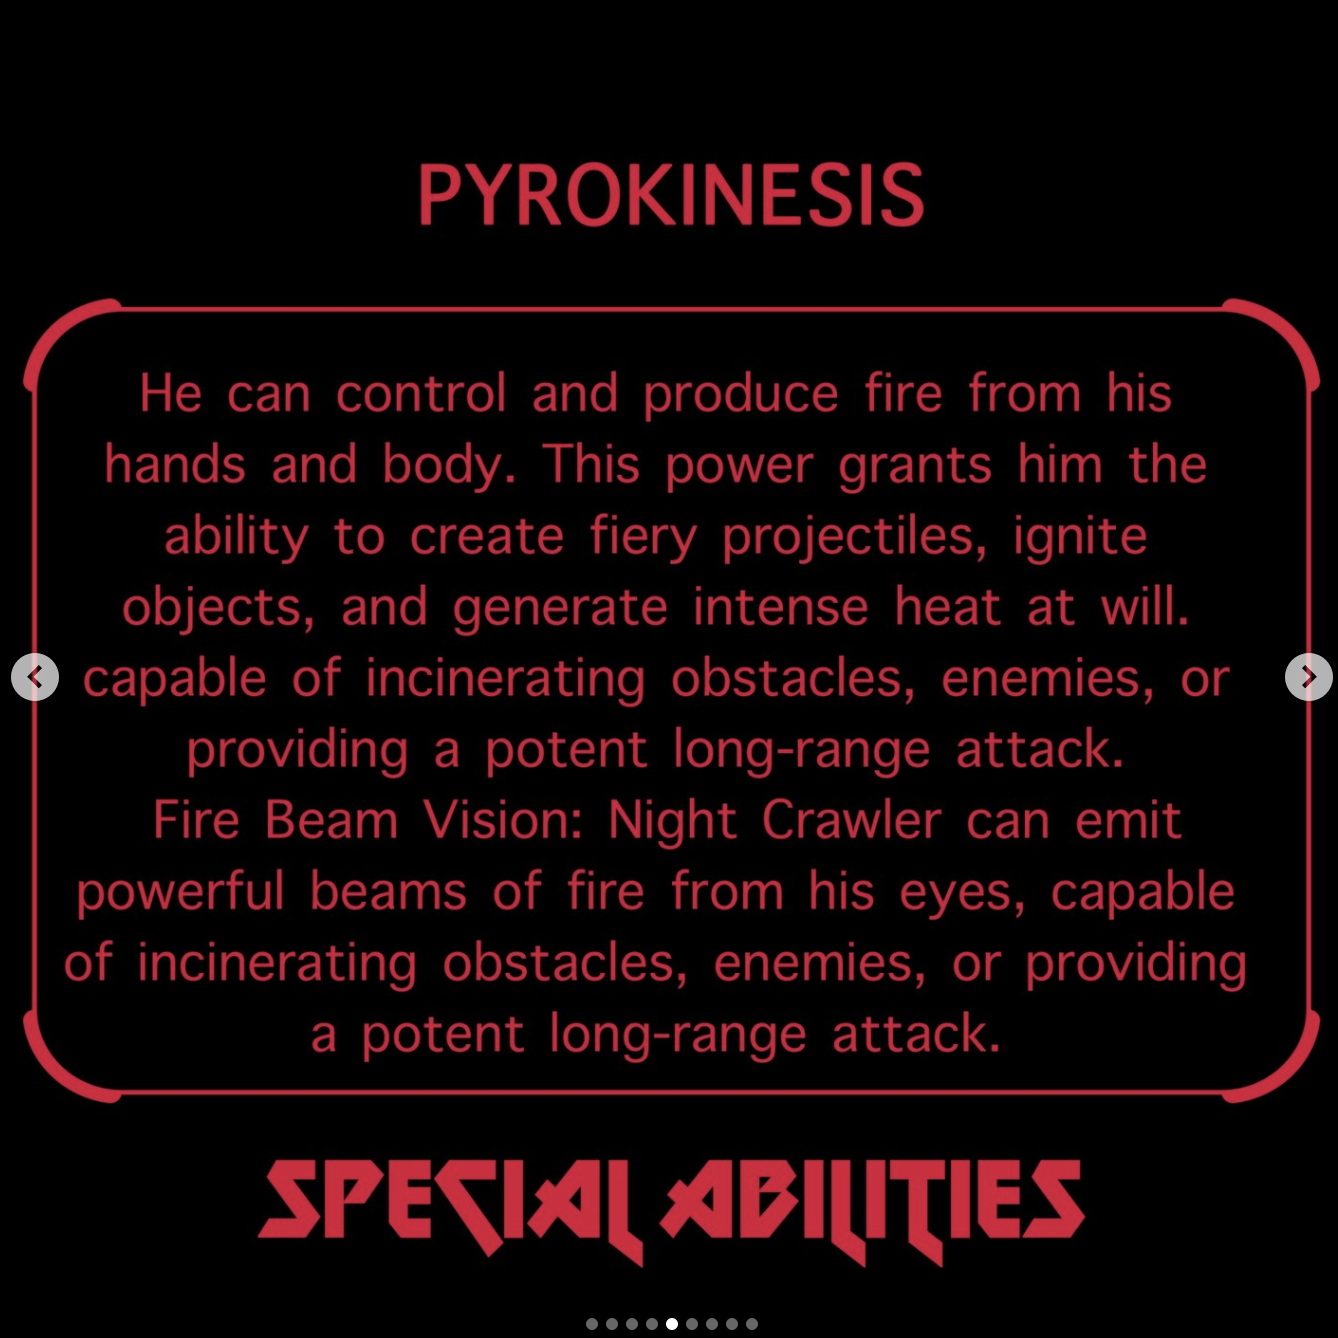 PYROKINESIS
He can control and produce fire from his
hands and body. This power grants him the
ability to create fiery projectiles, ignite
objects, and generate intense heat at will.
capable of incinerating obstacles, enemies, or
providing a potent long-range attack.
Fire Beam Vision: Night Crawler can emit
powerful beams of fire from his eyes, capable
of incinerating obstacles, enemies, or providing
a potent long-range attack.
SPECIAL ABILITIES